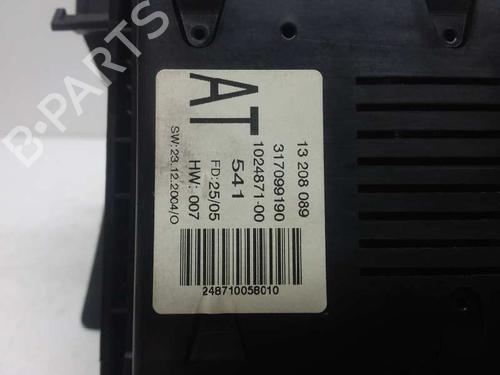 AT
13 208 089
317099190
1024871-00
541
FD:25/05
HW: 007
SW:23.12.2004/O
248710058010
B-PARTS